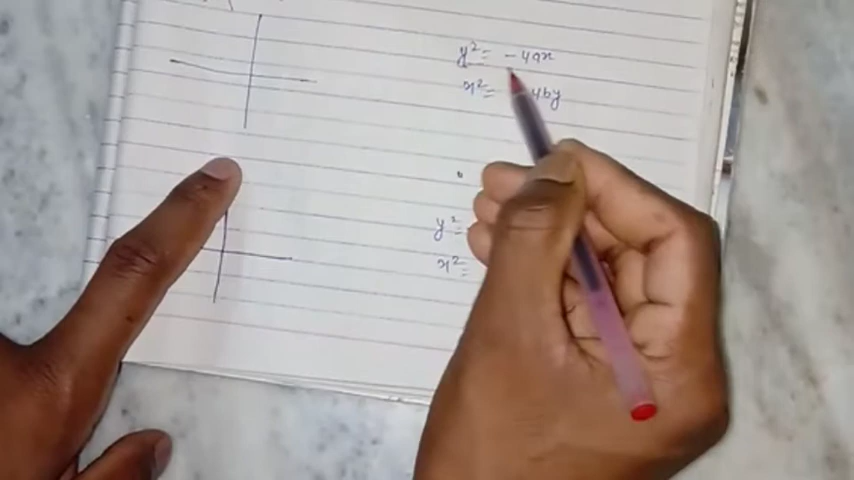 y² = -4ax
x² = 4by
y² =
x² =